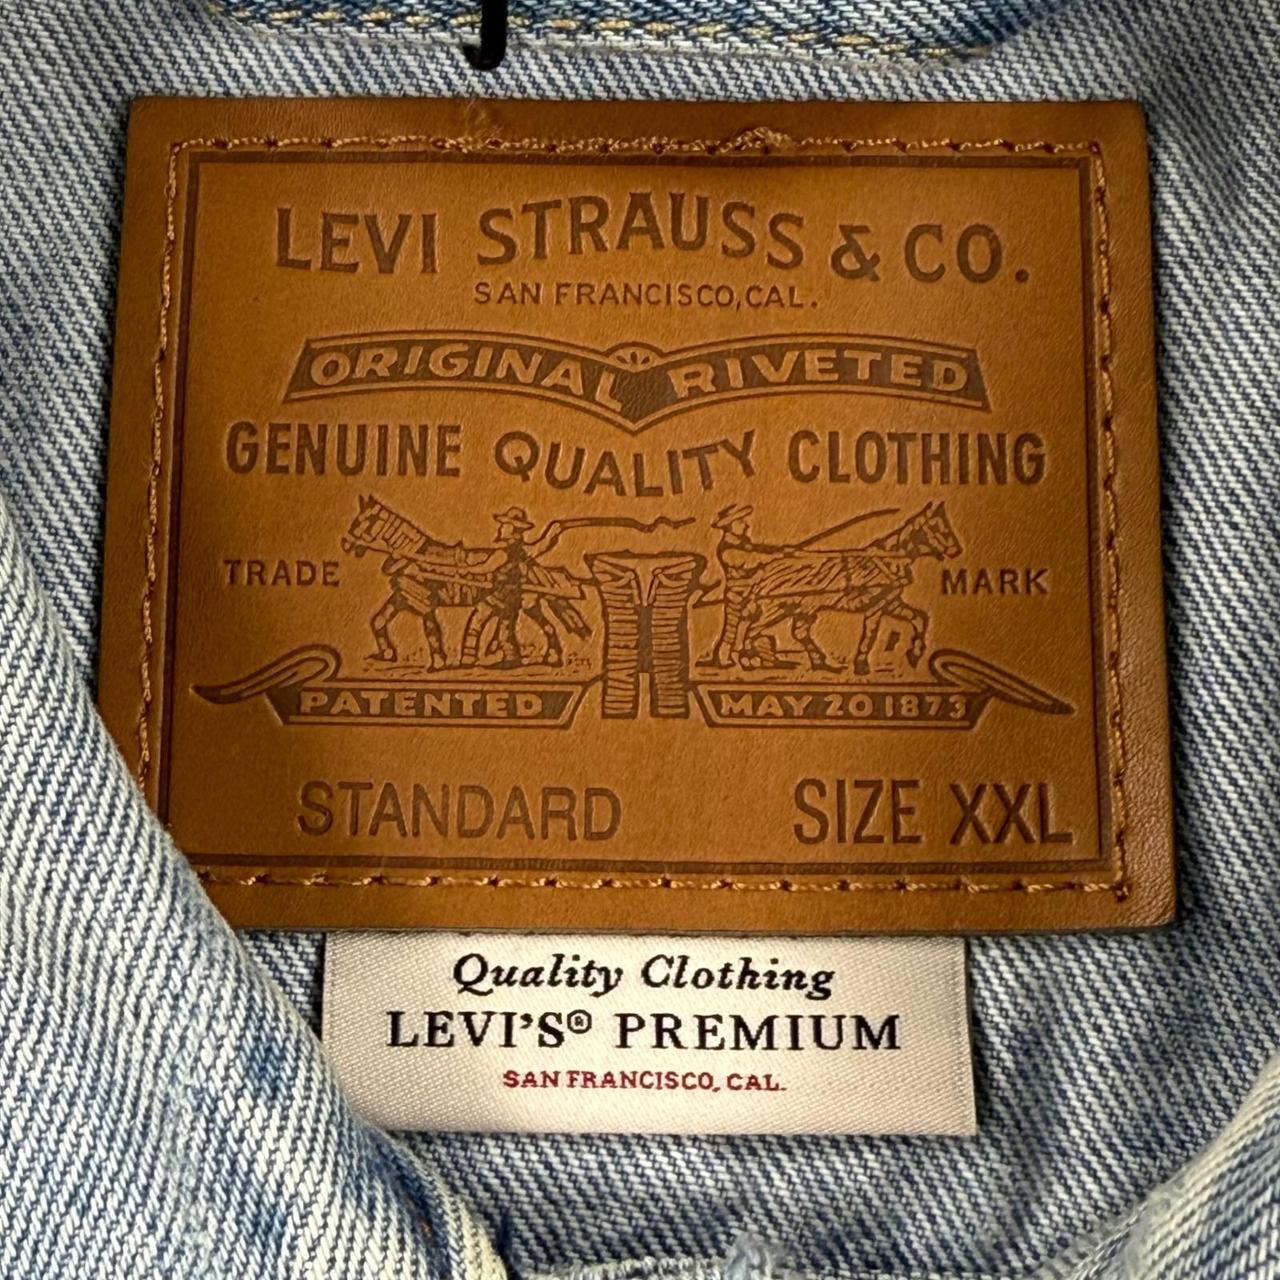 LEVI STRAUSS & CO.
SAN FRANCISCO, CAL.
ORIGINAL RIVETED
GENUINE QUALITY CLOTHING
TRADE MARK
PATENTED MAY 20 1873
STANDARD SIZE XXL
Quality Clothing
LEVI'S® PREMIUM
SAN FRANCISCO, CAL.